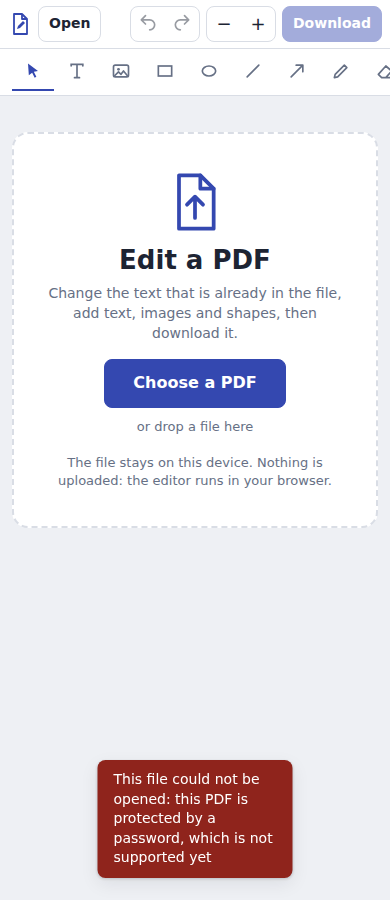 Open
Download
Edit a PDF
Change the text that is already in the file,
add text, images and shapes, then
download it.
Choose a PDF
or drop a file here
The file stays on this device. Nothing is
uploaded: the editor runs in your browser.
This file could not be
opened: this PDF is
protected by a
password, which is not
supported yet